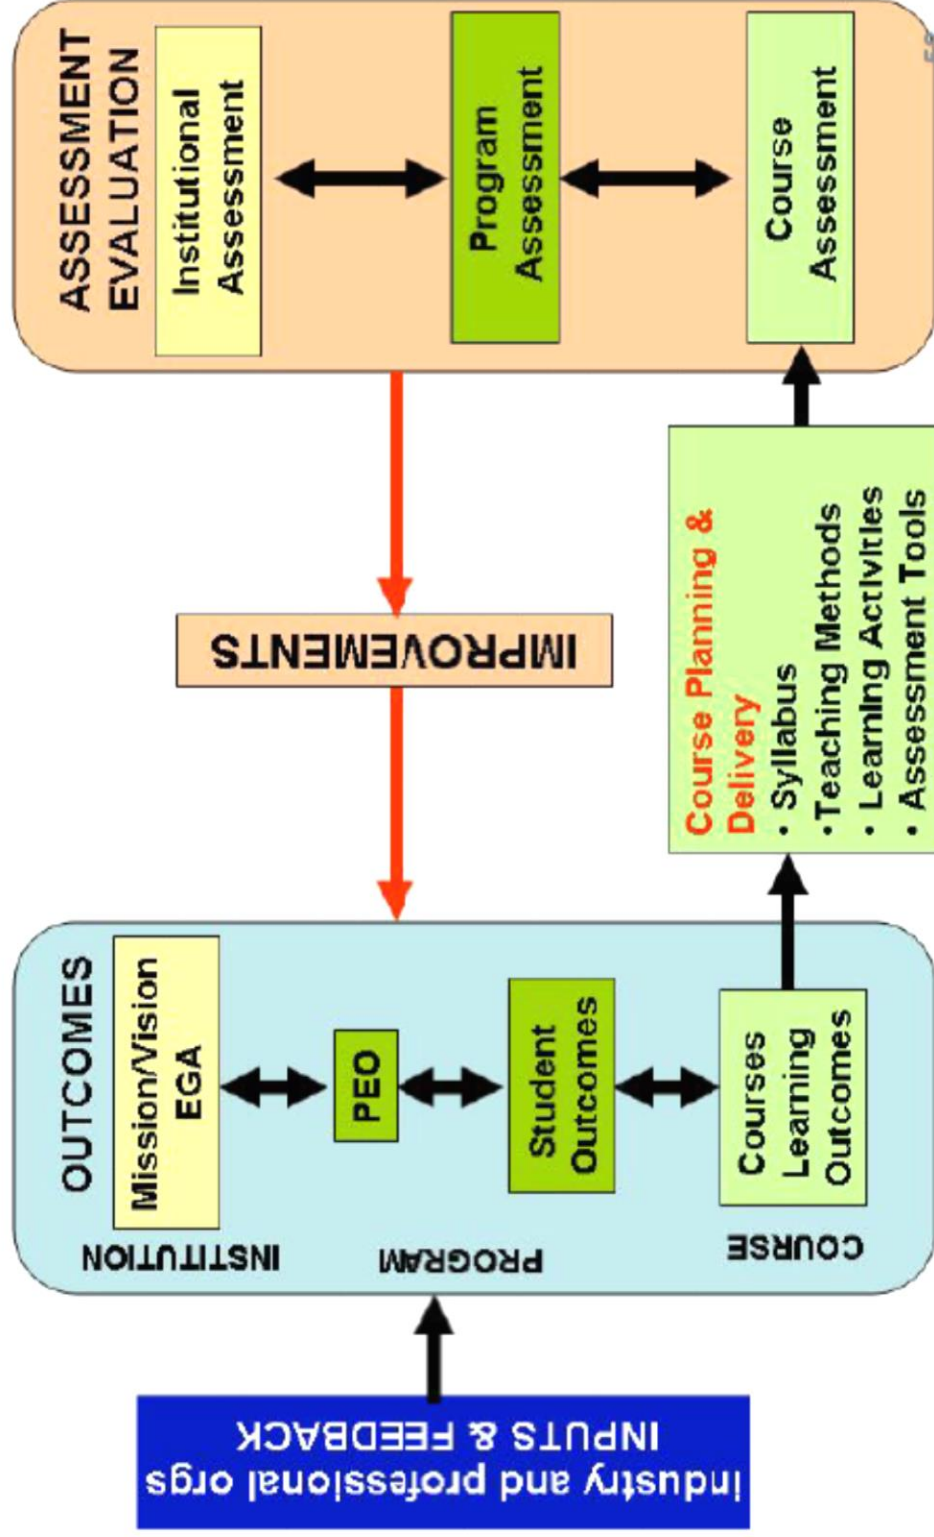 industry and professional orgs
INPUTS & FEEDBACK
OUTCOMES
INSTITUTION
Mission/Vision
EGA
PROGRAM
PEO
Student
Outcomes
COURSE
Courses
Learning
Outcomes
IMPROVEMENTS
Course Planning &
Delivery
• Syllabus
• Teaching Methods
• Learning Activities
• Assessment Tools
ASSESSMENT
EVALUATION
Institutional
Assessment
Program
Assessment
Course
Assessment